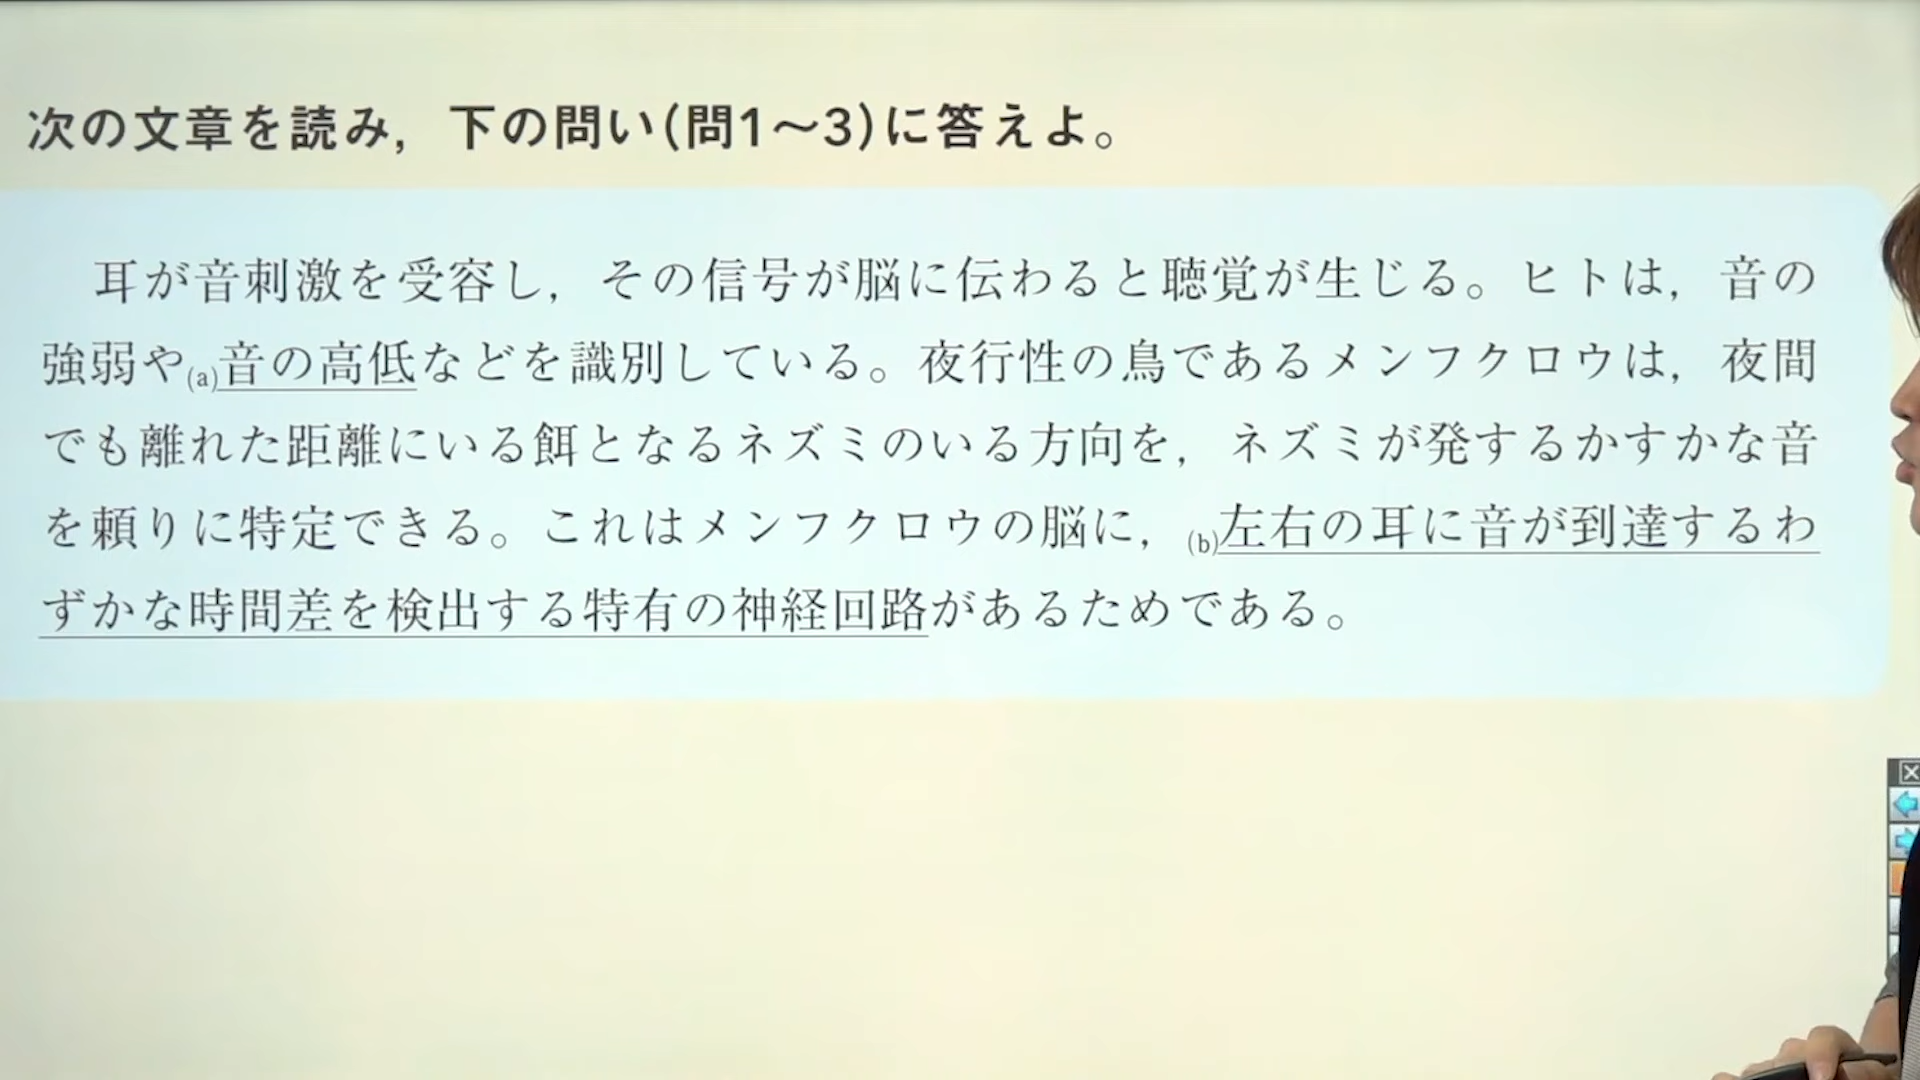 次の文章を読み，下の問い(問1～3)に答えよ。
耳が音刺激を受容し，その信号が脳に伝わると聴覚が生じる。ヒトは，音の
強弱や(a)音の高低などを識別している。夜行性の鳥であるメンフクロウは，夜間
でも離れた距離にいる餌となるネズミのいる方向を，ネズミが発するかすかな音
を頼りに特定できる。これはメンフクロウの脳に，(b)左右の耳に音が到達するわ
ずかな時間差を検出する特有の神経回路があるためである。